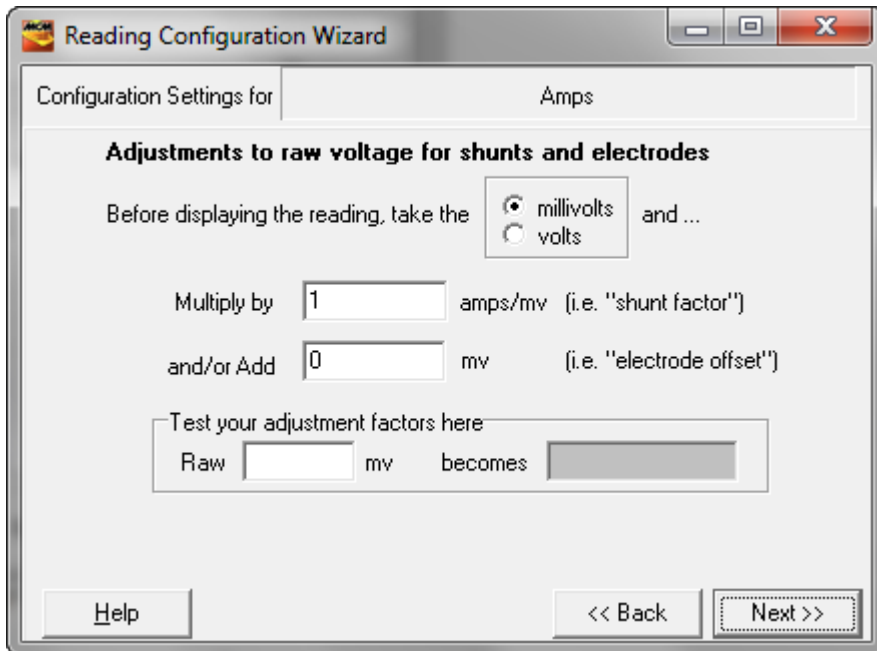 MCM
Reading Configuration Wizard
Configuration Settings for Amps
Adjustments to raw voltage for shunts and electrodes
Before displaying the reading, take the millivolts and ...
volts
Multiply by 1 amps/mv (i.e. "shunt factor")
and/or Add 0 mv (i.e. "electrode offset")
Test your adjustment factors here
Raw mv becomes
Help << Back Next >>